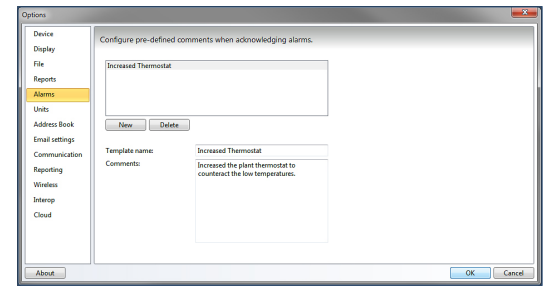 Options
Device
Display
File
Reports
Alarms
Units
Address Book
Email settings
Communication
Reporting
Wireless
Interop
Cloud
Configure pre-defined comments when acknowledging alarms.
Increased Thermostat
New Delete
Template name: Increased Thermostat
Comments: Increased the plant thermostat to
counteract the low temperatures.
About OK Cancel